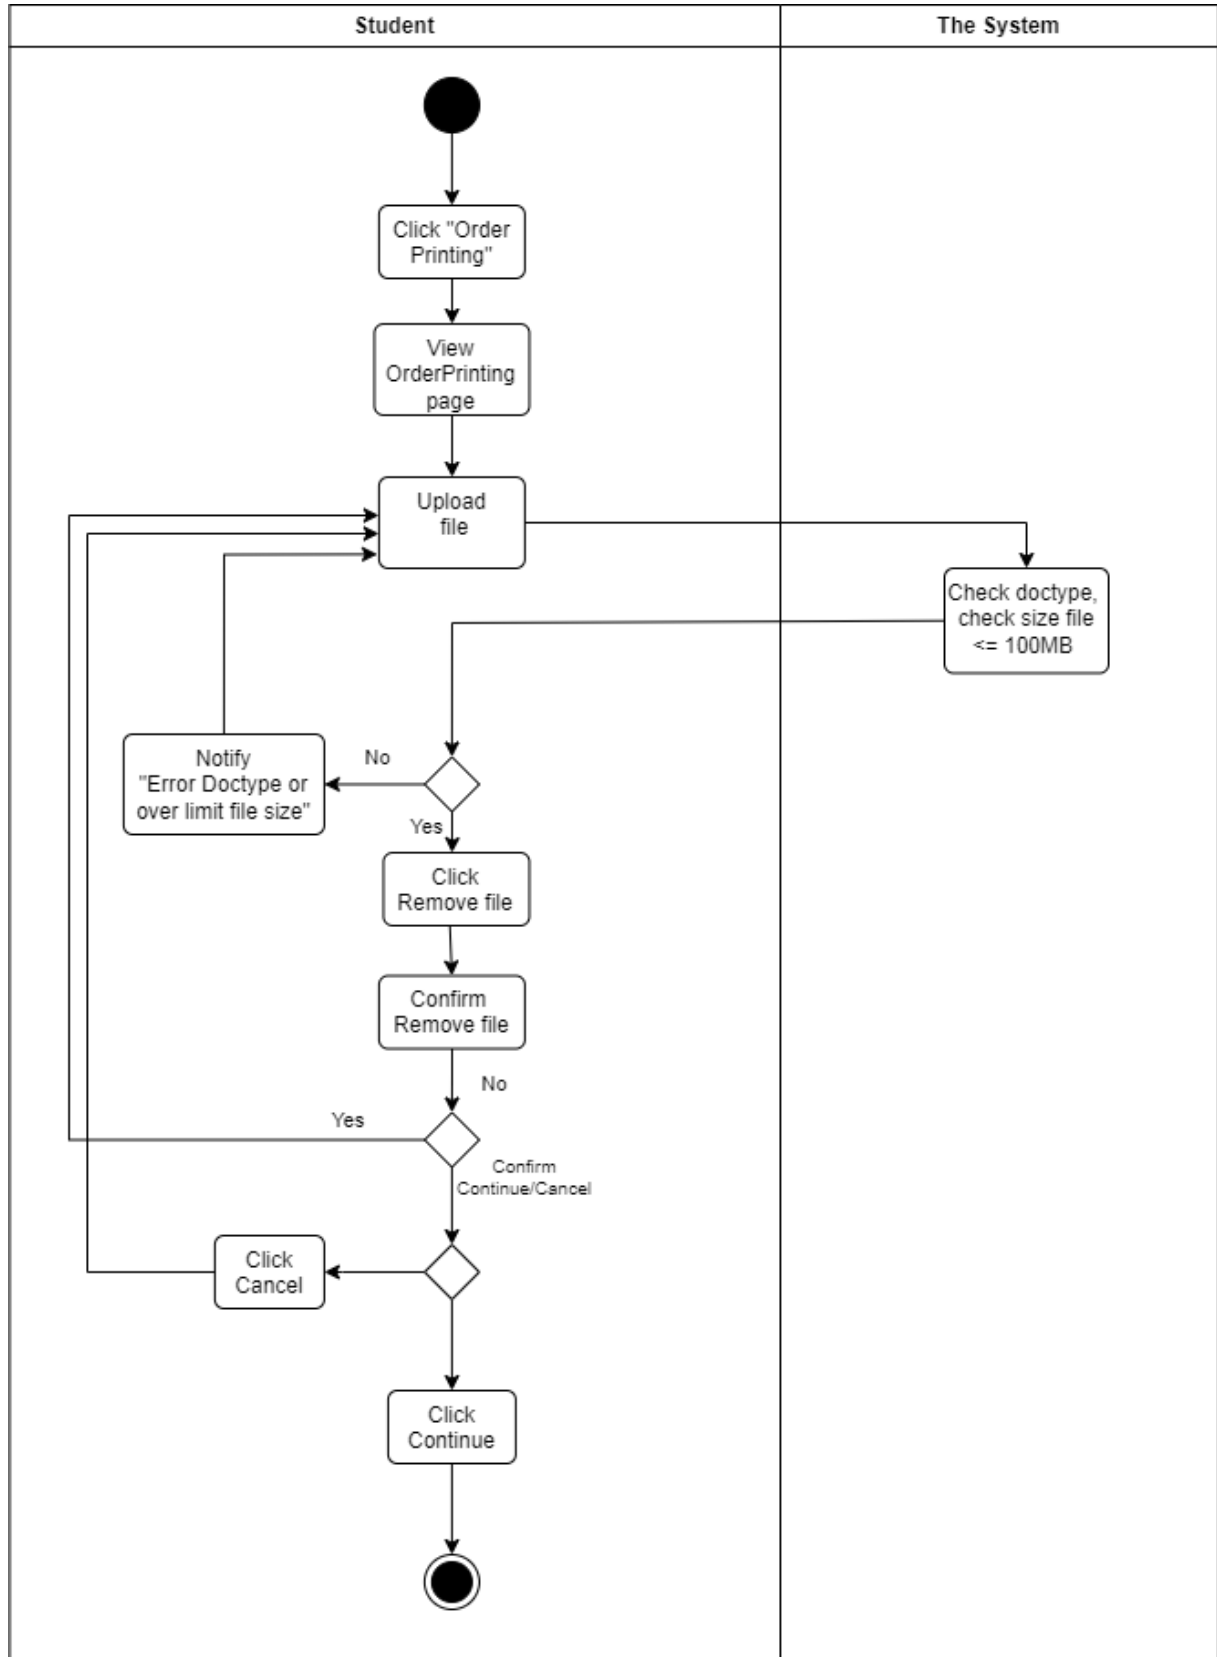 Student
The System
Click "Order
Printing"
View
OrderPrinting
page
Upload
file
Check doctype,
check size file
<= 100MB
Notify
"Error Doctype or
over limit file size"
No
Yes
Click
Remove file
Confirm
Remove file
No
Yes
Confirm
Continue/Cancel
Click
Cancel
Click
Continue